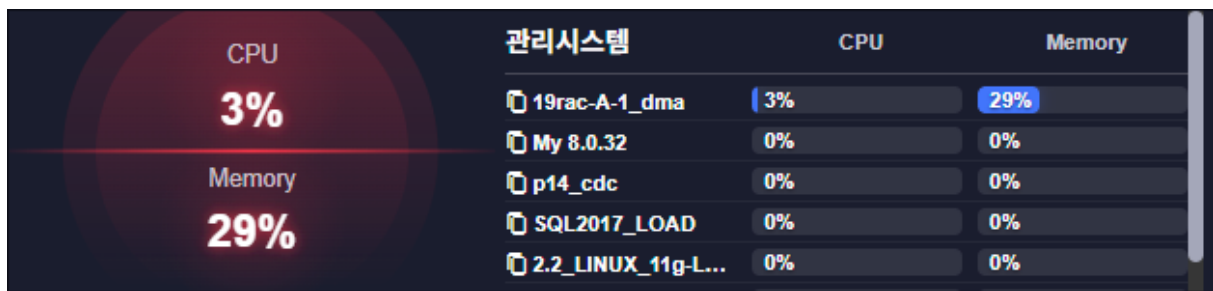 CPU
3%
Memory
29%
관리시스템 CPU Memory
19rac-A-1_dma 3% 29%
My 8.0.32 0% 0%
p14_cdc 0% 0%
SQL2017_LOAD 0% 0%
2.2_LINUX_11g-L... 0% 0%